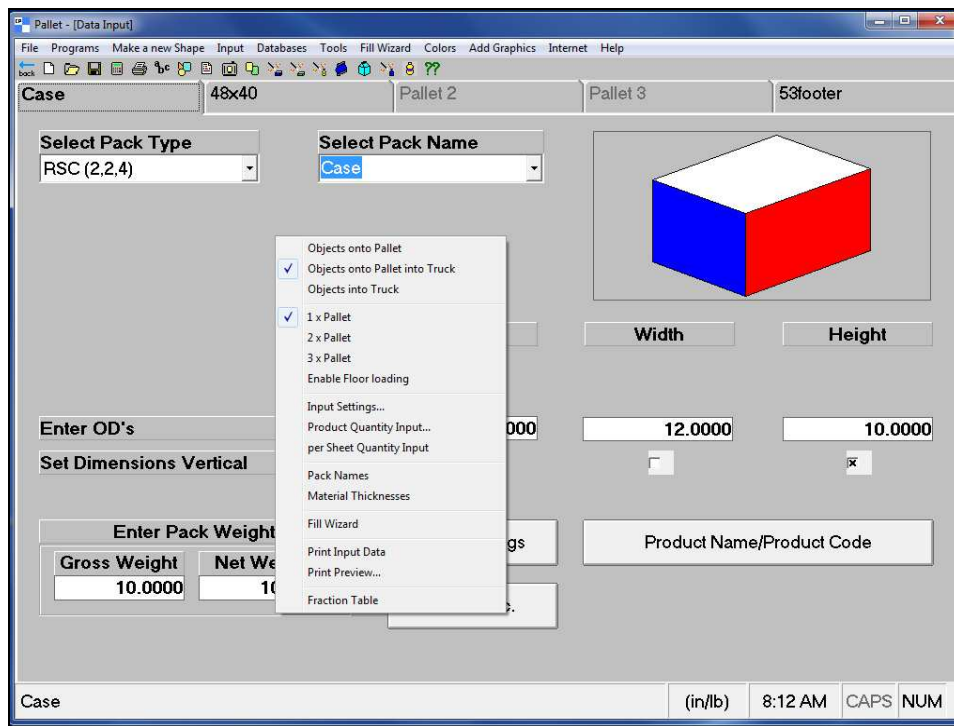 Pallet - [Data Input]
File Programs Make a new Shape Input Databases Tools Fill Wizard Colors Add Graphics Internet Help
back
Case 48x40 Pallet 2 Pallet 3 53footer
Select Pack Type Select Pack Name
RSC (2,2,4) Case
Objects onto Pallet
Objects onto Pallet into Truck
Objects into Truck
1 x Pallet
2 x Pallet
3 x Pallet
Enable Floor loading
Input Settings...
Product Quantity Input...
per Sheet Quantity Input
Pack Names
Material Thicknesses
Fill Wizard
Print Input Data
Print Preview...
Fraction Table
Width Height
Enter OD's 000 12.0000 10.0000
Set Dimensions Vertical
Enter Pack Weight gs Product Name/Product Code
Gross Weight Net We
10.0000 10
Case (in/lb) 8:12 AM CAPS NUM